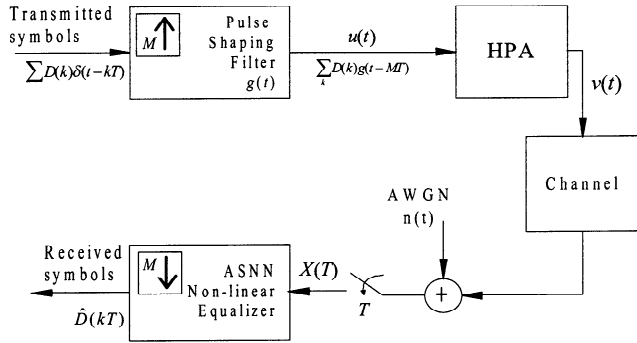 Transmitted
symbols
∑D(k)δ(t−kT)
M
Pulse
Shaping
Filter
g(t)
u(t)
∑D(k)g(t−MT)
k
HPA
v(t)
Channel
AWGN
n(t)
+
T
X(T)
M
ASNN
Non-linear
Equalizer
Received
symbols
D̂(kT)